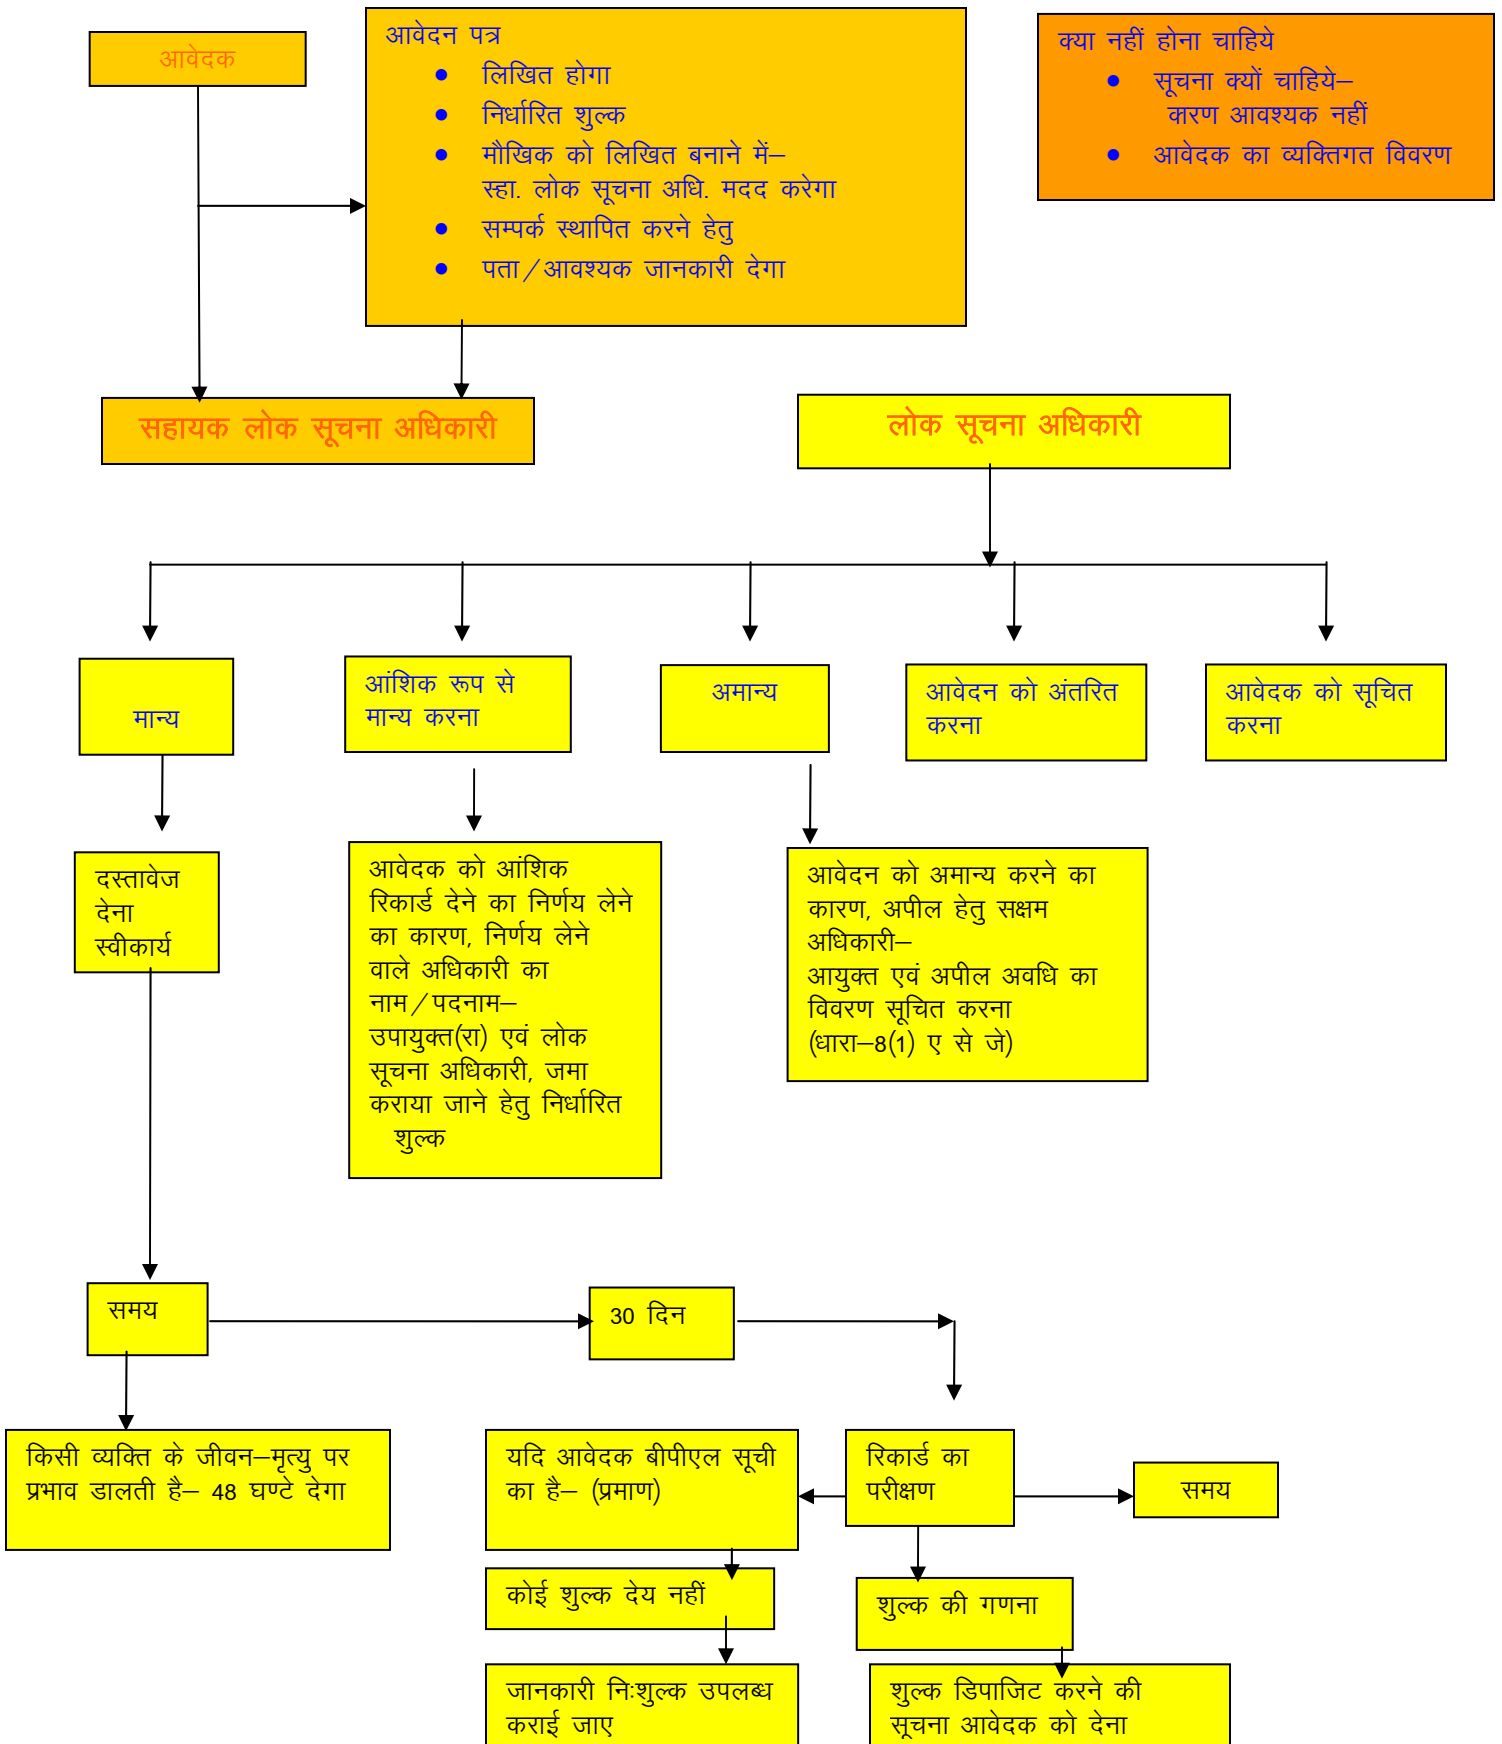 आवेदक
आवेदन पत्र
• लिखित होगा
• निर्धारित शुल्क
• मौखिक को लिखित बनाने में–
स्हा. लोक सूचना अधि. मदद करेगा
• सम्पर्क स्थापित करने हेतु
• पता/आवश्यक जानकारी देगा
क्या नहीं होना चाहिये
• सूचना क्यों चाहिये–
करण आवश्यक नहीं
• आवेदक का व्यक्तिगत विवरण
सहायक लोक सूचना अधिकारी
लोक सूचना अधिकारी
मान्य
आंशिक रूप से
मान्य करना
अमान्य
आवेदन को अंतरित
करना
आवेदक को सूचित
करना
दस्तावेज
देना
स्वीकार्य
आवेदक को आंशिक
रिकार्ड देने का निर्णय लेने
का कारण, निर्णय लेने
वाले अधिकारी का
नाम/पदनाम–
उपायुक्त(रा) एवं लोक
सूचना अधिकारी, जमा
कराया जाने हेतु निर्धारित
शुल्क
आवेदन को अमान्य करने का
कारण, अपील हेतु सक्षम
अधिकारी–
आयुक्त एवं अपील अवधि का
विवरण सूचित करना
(धारा–8(1) ए से जे)
समय
30 दिन
किसी व्यक्ति के जीवन–मृत्यु पर
प्रभाव डालती है– 48 घण्टे देगा
यदि आवेदक बीपीएल सूची
का है– (प्रमाण)
रिकार्ड का
परीक्षण
समय
कोई शुल्क देय नहीं
शुल्क की गणना
जानकारी निःशुल्क उपलब्ध
कराई जाए
शुल्क डिपाजिट करने की
सूचना आवेदक को देना